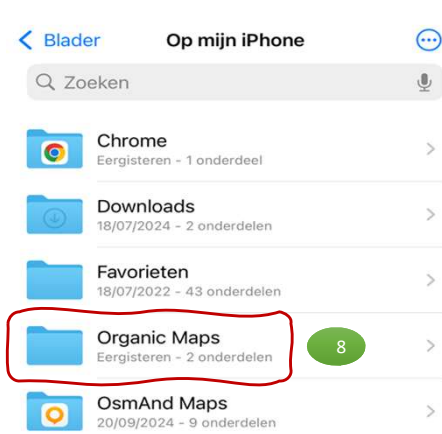 Blader
Op mijn iPhone
Zoeken
Chrome
Eergisteren - 1 onderdeel
Downloads
18/07/2024 - 2 onderdelen
Favorieten
18/07/2022 - 43 onderdelen
Organic Maps
Eergisteren - 2 onderdelen
8
OsmAnd Maps
20/09/2024 - 9 onderdelen